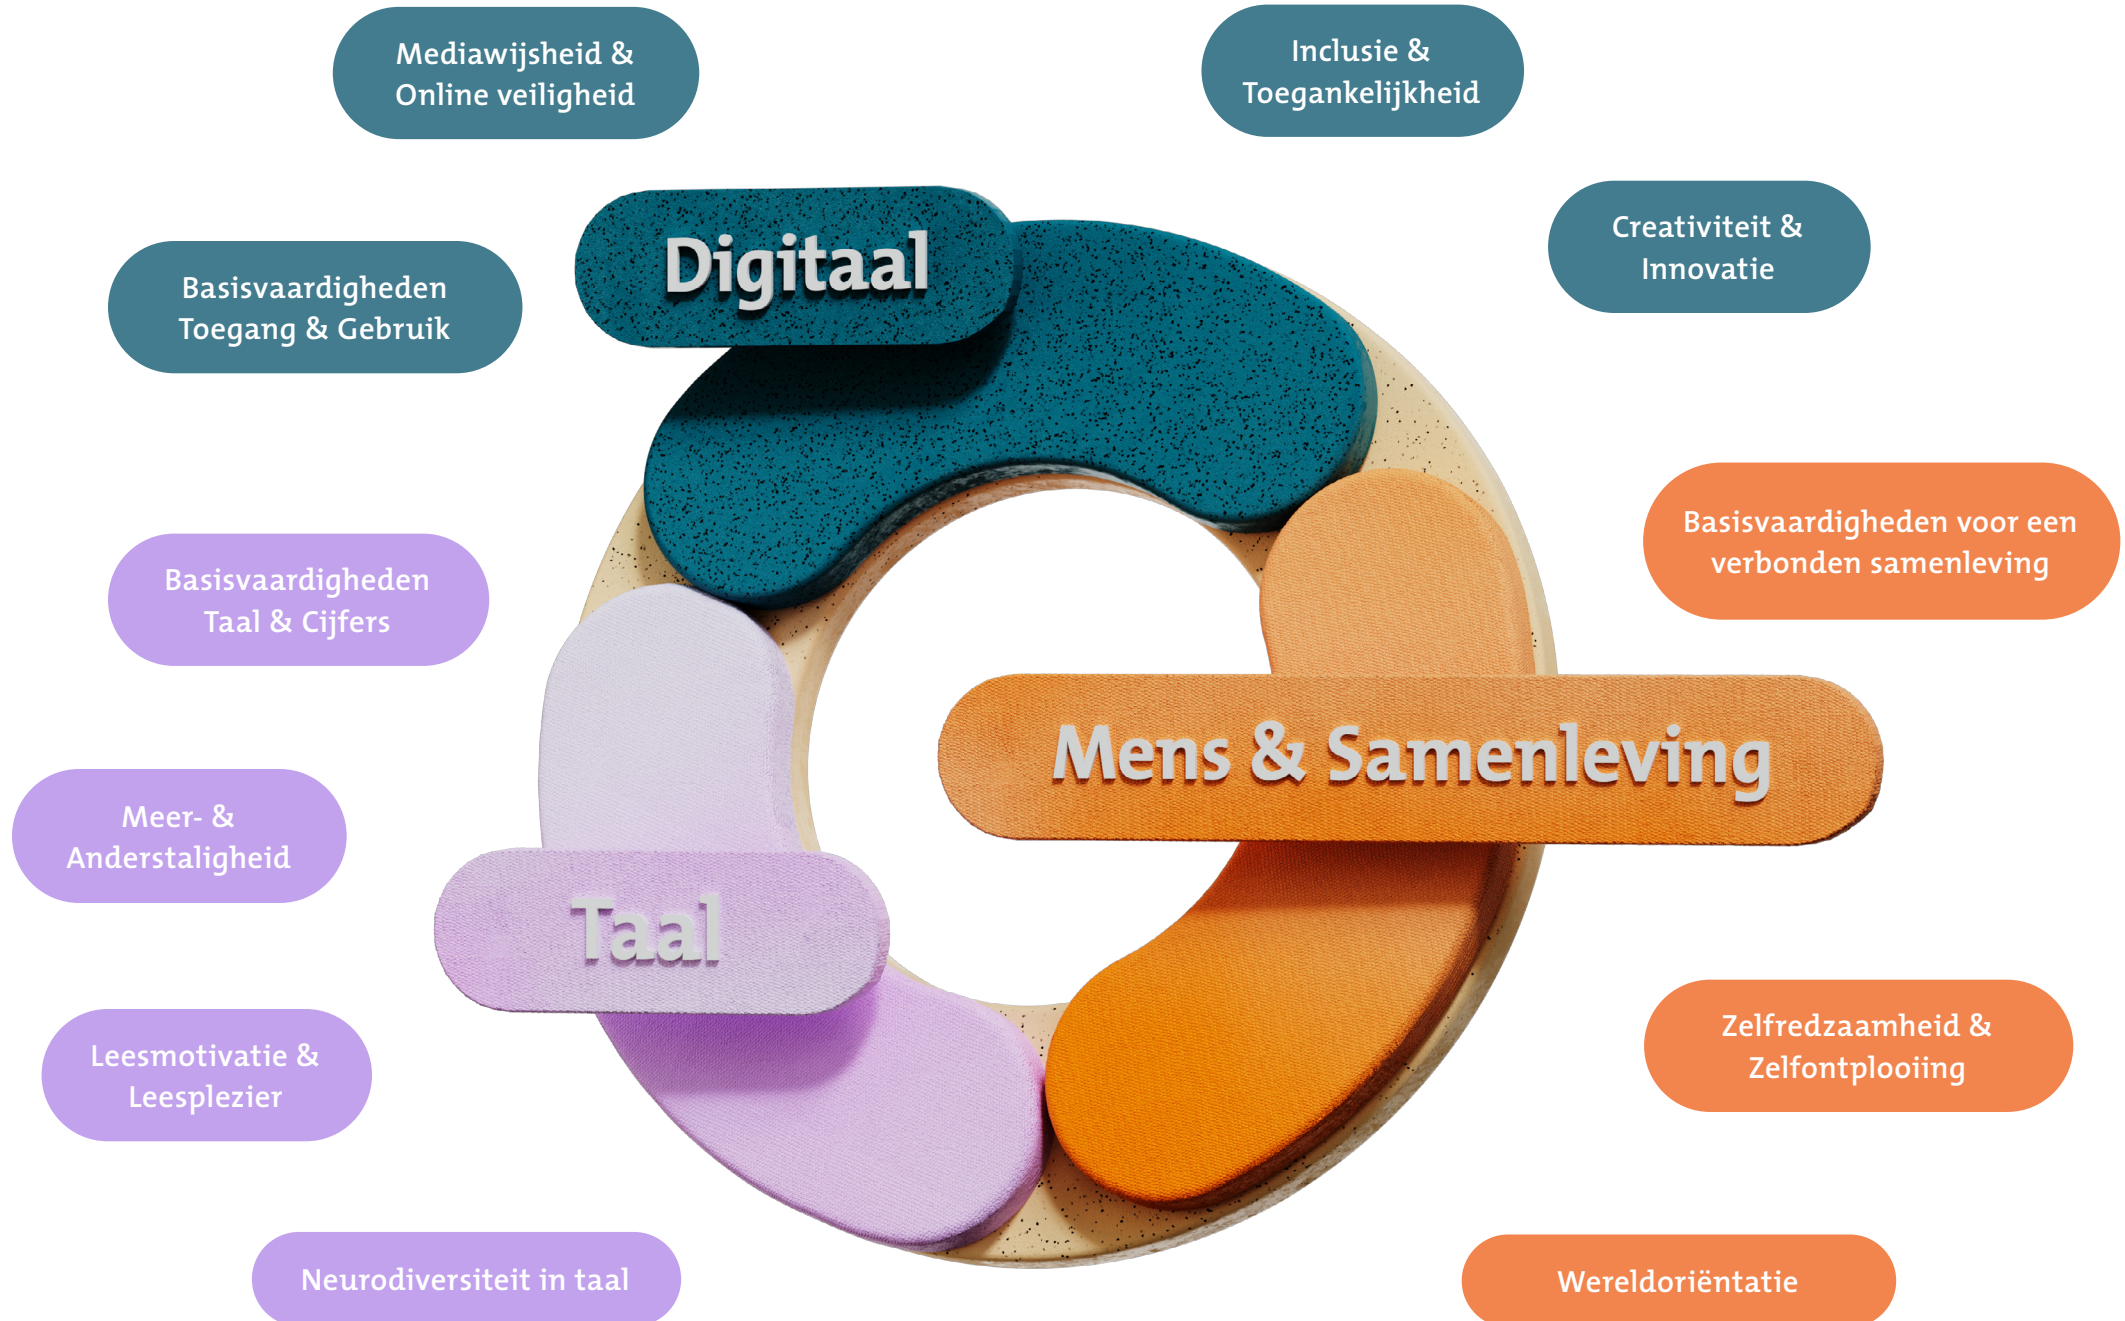 Mediawijsheid &
Online veiligheid
Inclusie &
Toegankelijkheid
Creativiteit &
Innovatie
Digitaal
Basisvaardigheden
Toegang & Gebruik
Basisvaardigheden voor een
verbonden samenleving
Basisvaardigheden
Taal & Cijfers
Mens & Samenleving
Meer- &
Anderstaligheid
Taal
Zelfredzaamheid &
Zelfontplooiing
Leesmotivatie &
Leesplezier
Neurodiversiteit in taal
Wereldoriëntatie